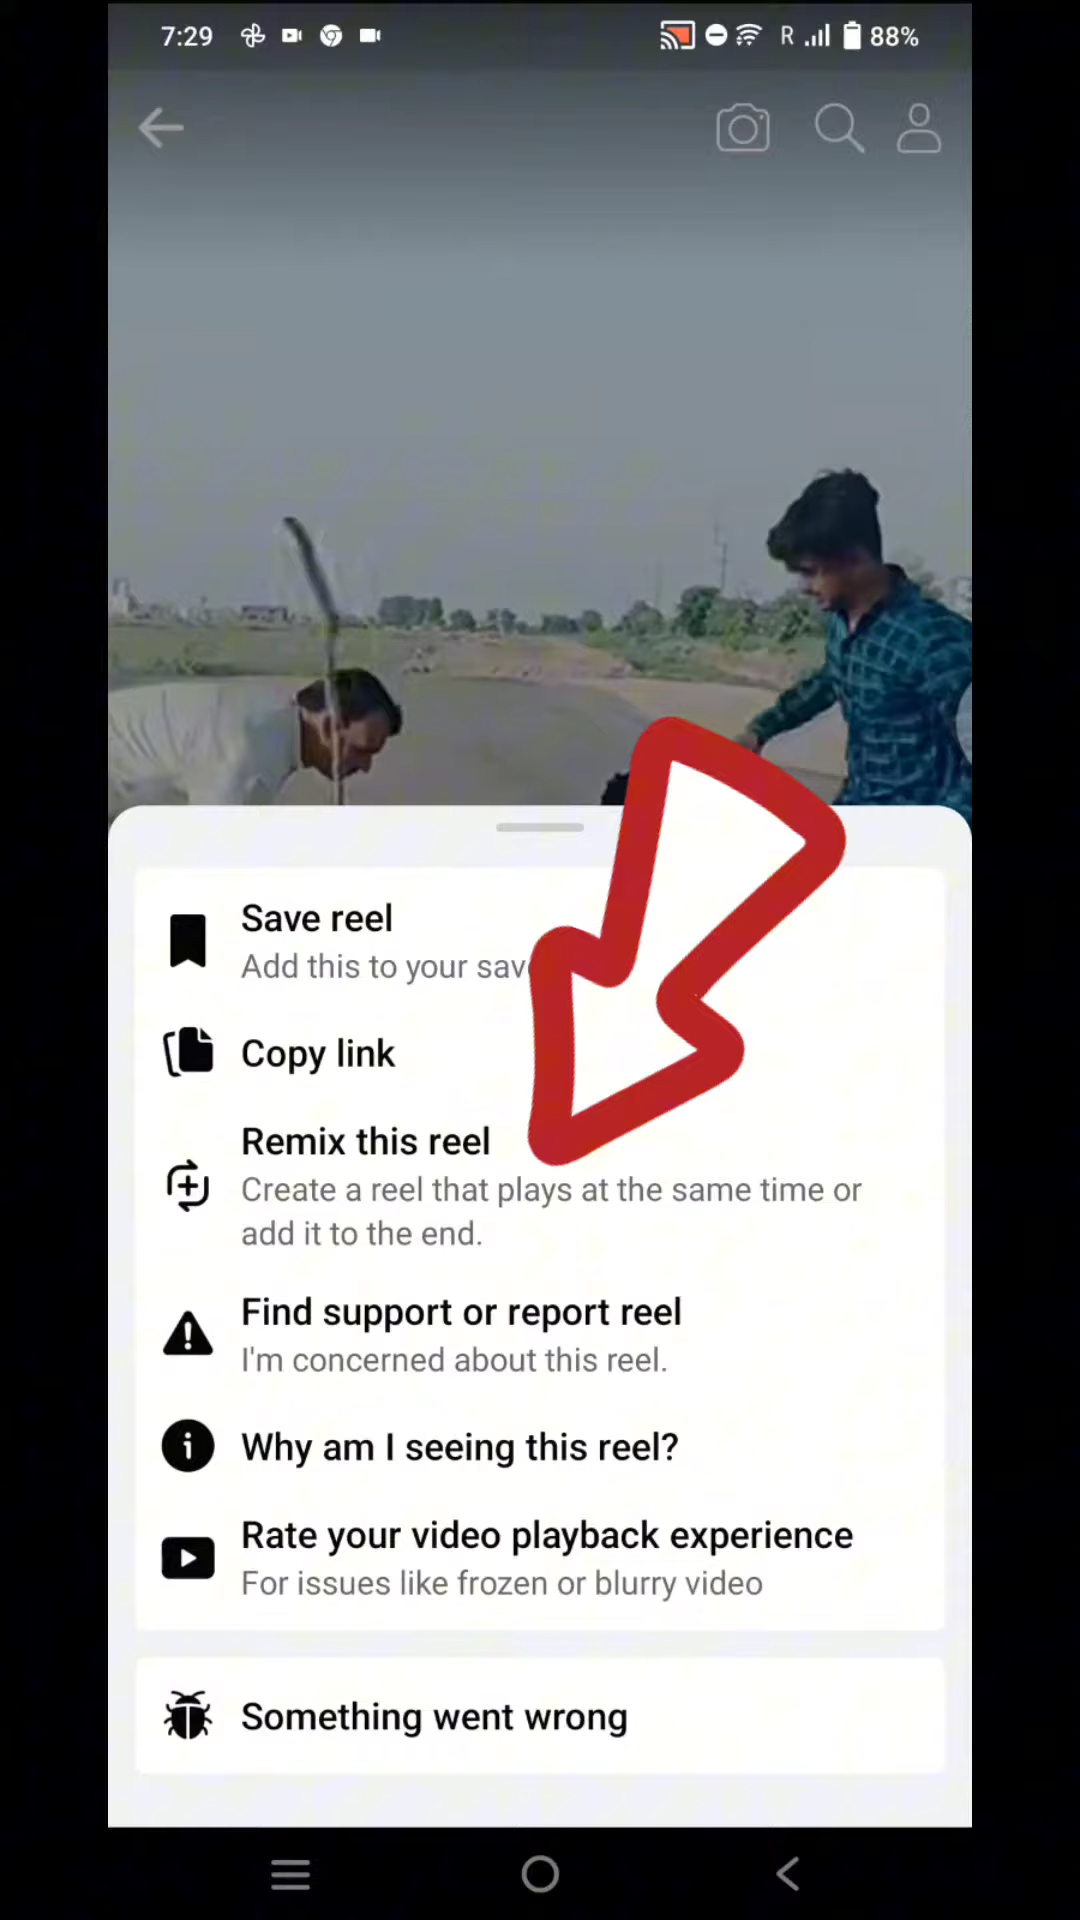 7:29 R 88%
Save reel
Add this to your
Copy link
Remix this reel
Create a reel that plays at the same time or
add it to the end.
Find support or report reel
I'm concerned about this reel.
Why am I seeing this reel?
Rate your video playback experience
For issues like frozen or blurry video
Something went wrong